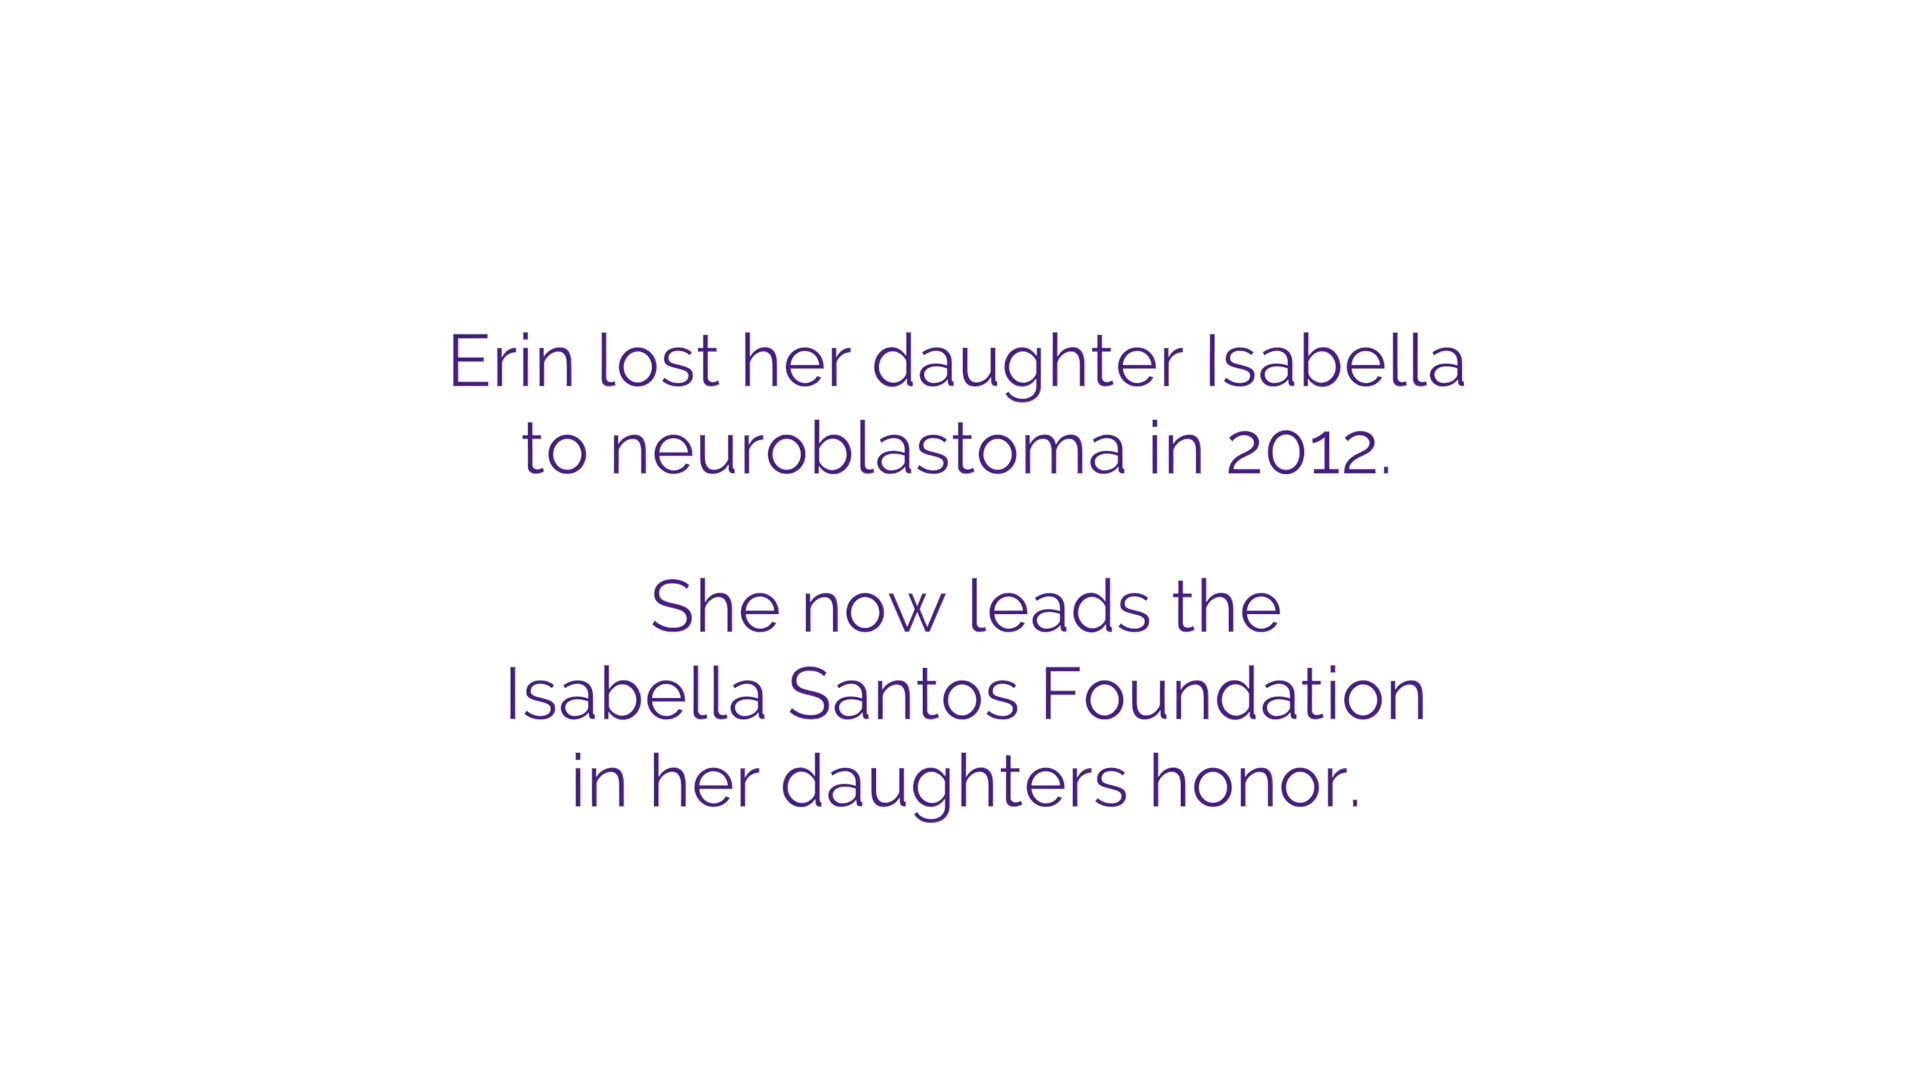 Erin lost her daughter Isabella
to neuroblastoma in 2012.
She now leads the
Isabella Santos Foundation
in her daughters honor.